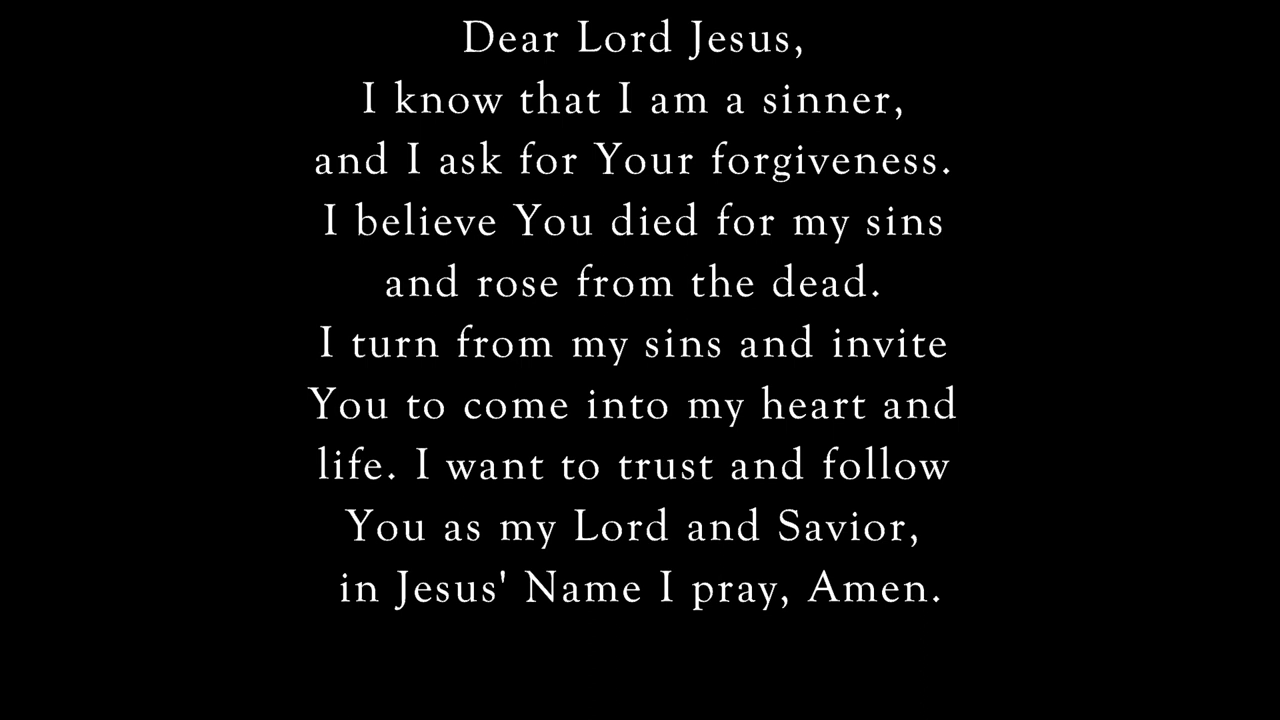 Dear Lord Jesus,
I know that I am a sinner,
and I ask for Your forgiveness.
I believe You died for my sins
and rose from the dead.
I turn from my sins and invite
You to come into my heart and
life. I want to trust and follow
You as my Lord and Savior,
in Jesus' Name I pray, Amen.